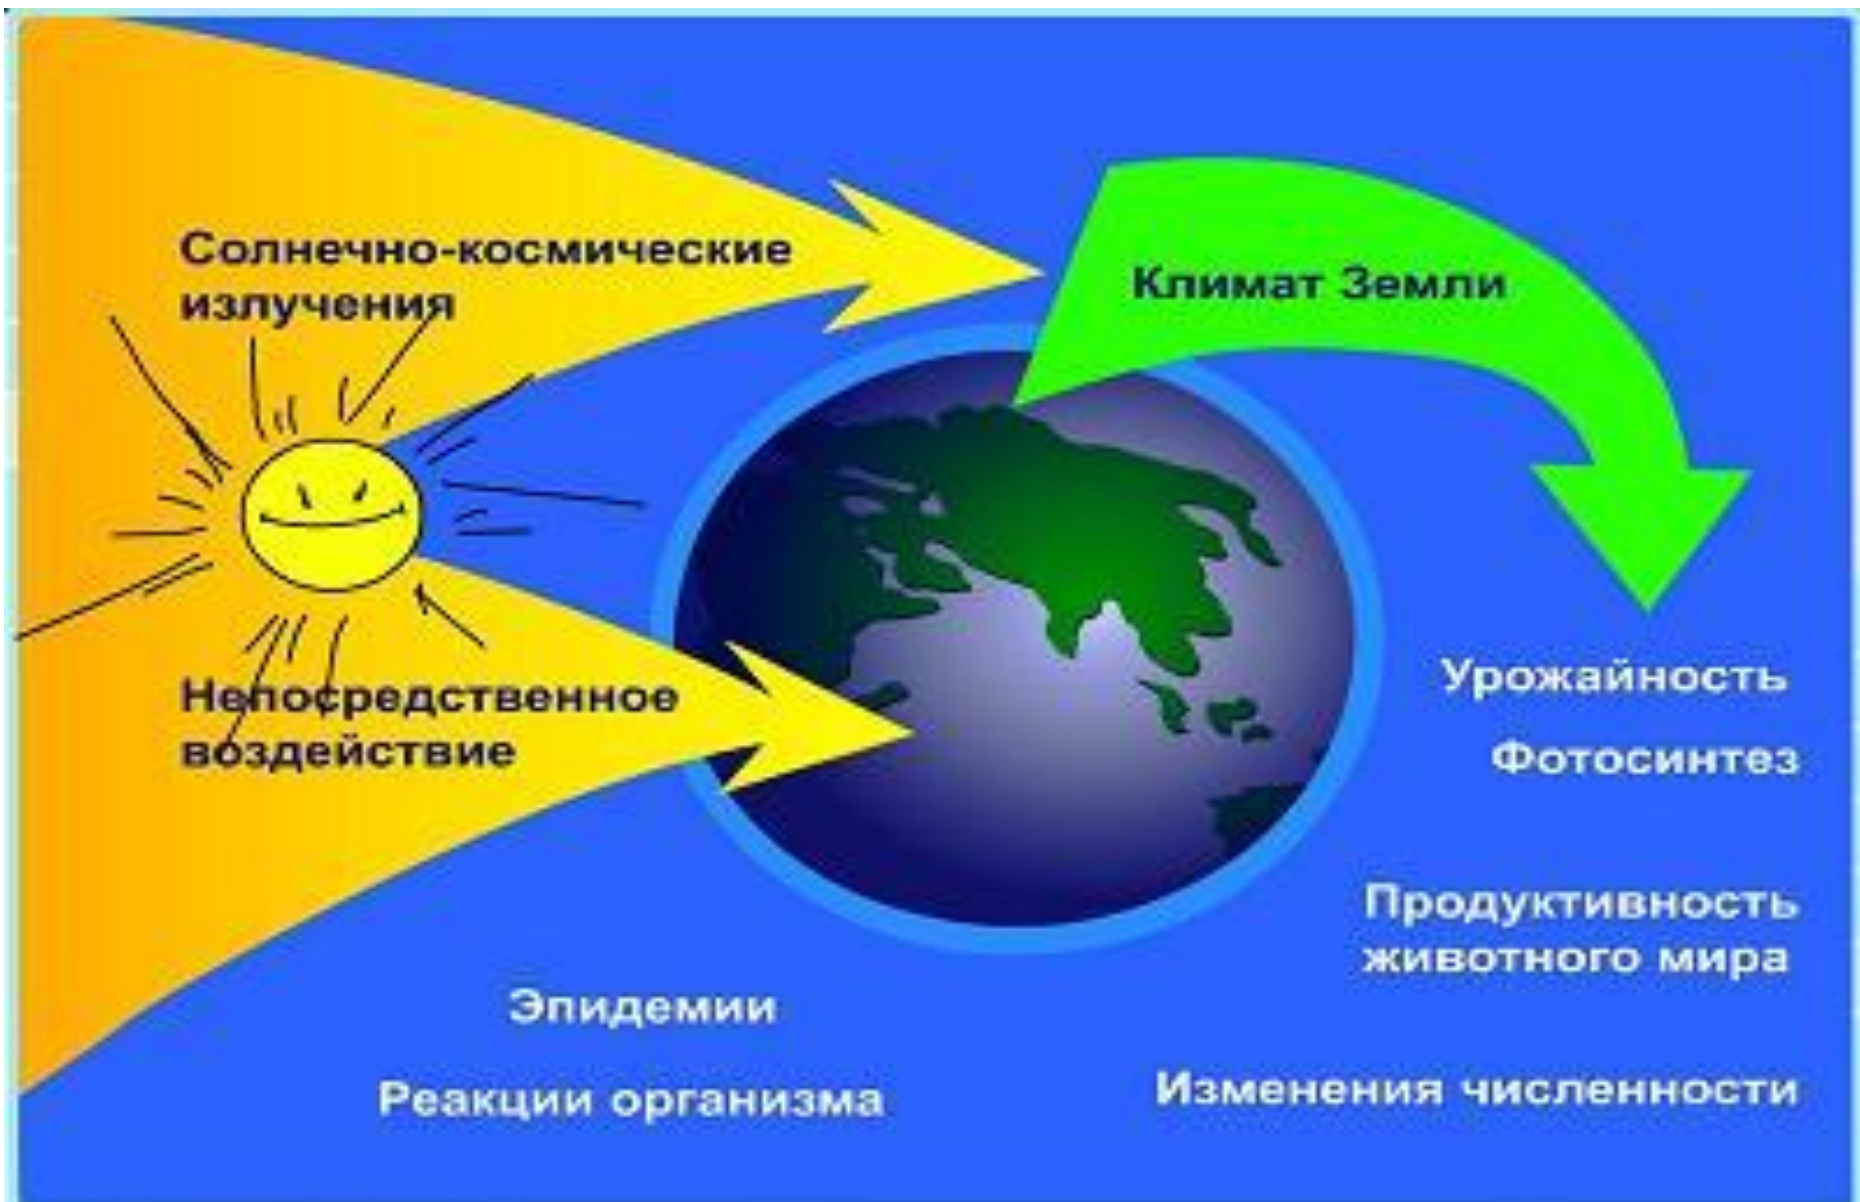 Солнечно-космические
излучения
Климат Земли
Непосредственное
воздействие
Урожайность
Фотосинтез
Продуктивность
животного мира
Эпидемии
Реакции организма
Изменения численности